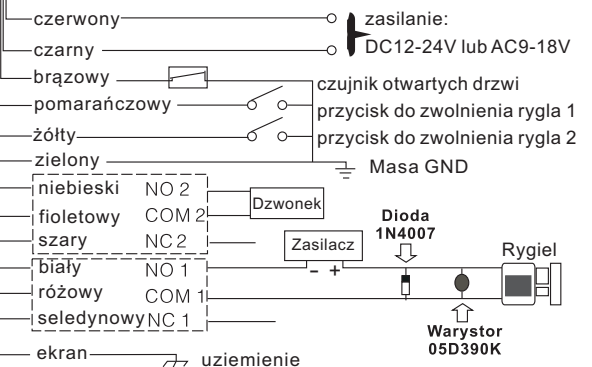 czerwony
zasilanie:
czarny
DC12-24V lub AC9-18V
brązowy
czujnik otwartych drzwi
pomarańczowy
przycisk do zwolnienia rygla 1
żółty
przycisk do zwolnienia rygla 2
zielony
Masa GND
niebieski NO 2
Dzwonek
fioletowy COM 2
szary NC 2
Zasilacz
- +
Dioda
1N4007
Rygiel
biały NO 1
różowy COM 1
seledynowy NC 1
Warystor
05D390K
ekran
uziemienie